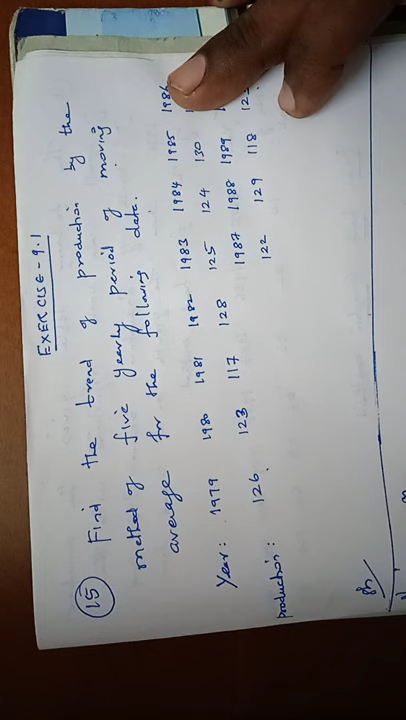 EXERCISE - 9.1
15 Find the trend of production by the
method of five yearly period of moving
average for the following data.
Year: 1979 1980 1981 1982 1983 1984 1985 1986
126. 123 117 128 125 124 130
1987 1988 1989
production: 122 129 118